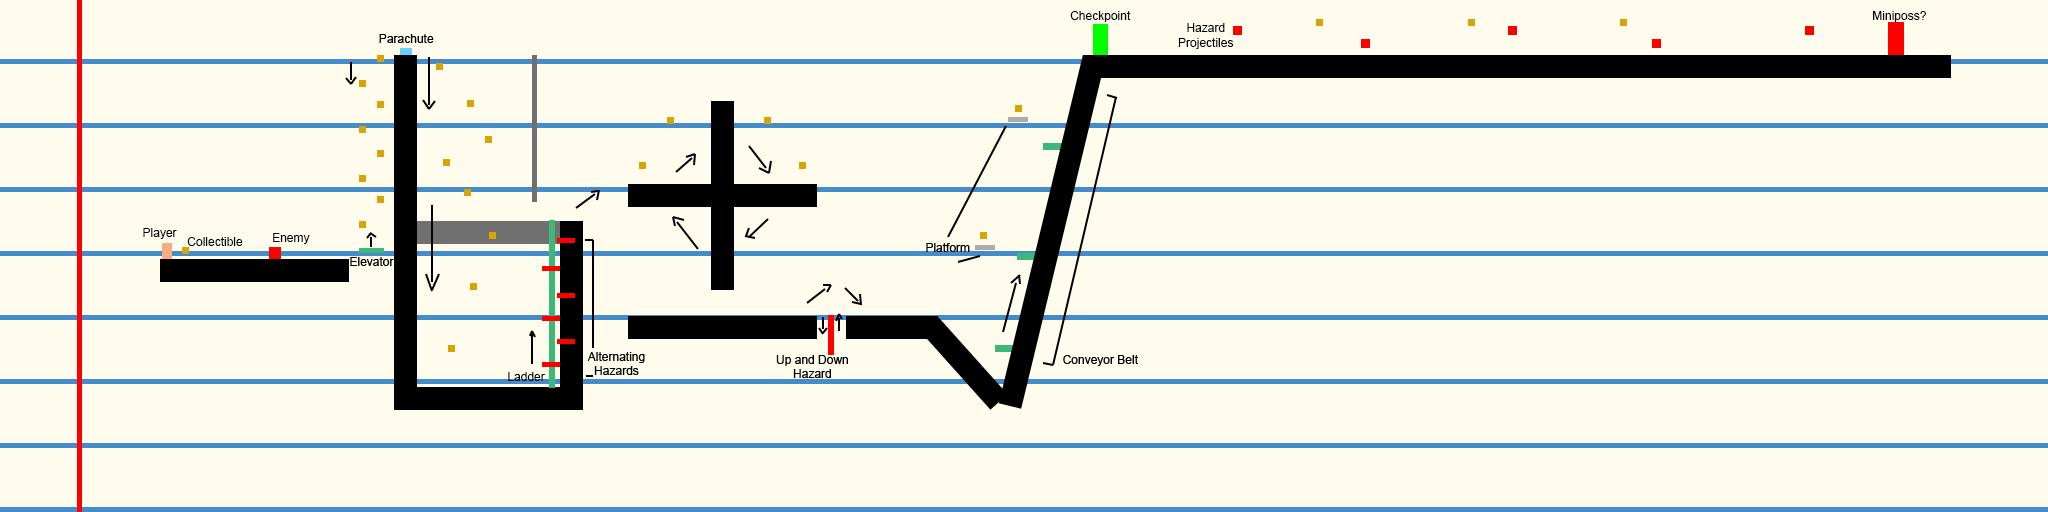 Checkpoint
Miniposs?
Hazard
Projectiles
Parachute
Player
Collectible
Enemy
Elevator
Platform
Alternating
Hazards
Ladder
Up and Down
Hazard
Conveyor Belt